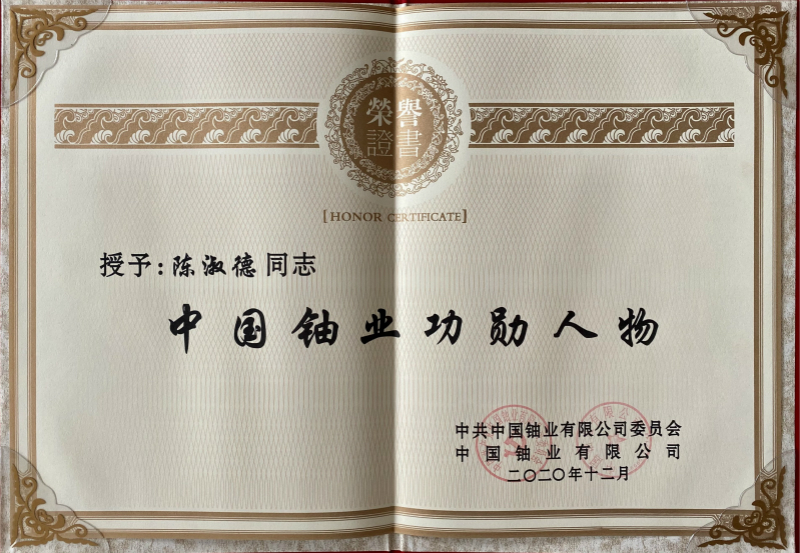 榮譽
證書
[HONOR CERTIFICATE]
授予:陈淑德同志
中国铀业功勋人物
中共中国铀业有限公司委员会
中国铀业有限公司
二〇二〇年十二月